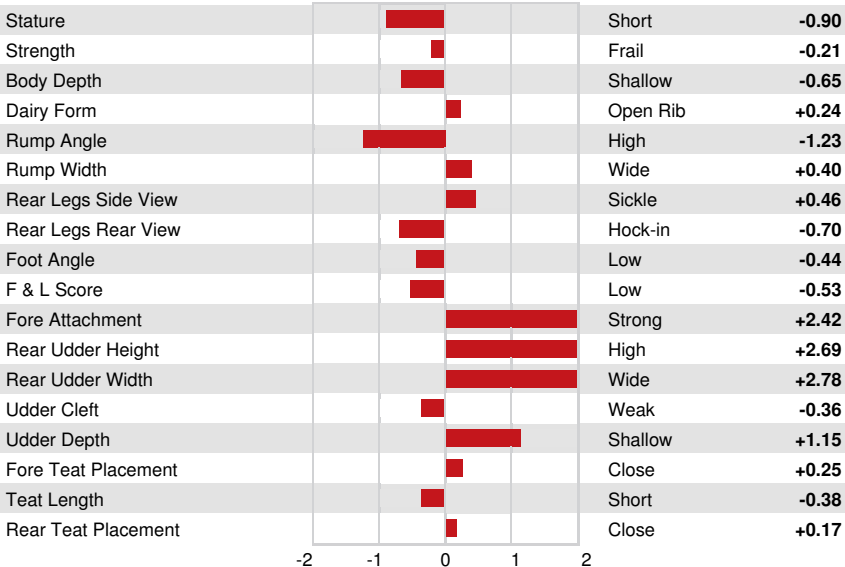 Stature Short -0.90
Strength Frail -0.21
Body Depth Shallow -0.65
Dairy Form Open Rib +0.24
Rump Angle High -1.23
Rump Width Wide +0.40
Rear Legs Side View Sickle +0.46
Rear Legs Rear View Hock-in -0.70
Foot Angle Low -0.44
F & L Score Low -0.53
Fore Attachment Strong +2.42
Rear Udder Height High +2.69
Rear Udder Width Wide +2.78
Udder Cleft Weak -0.36
Udder Depth Shallow +1.15
Fore Teat Placement Close +0.25
Teat Length Short -0.38
Rear Teat Placement Close +0.17
-2 -1 0 1 2